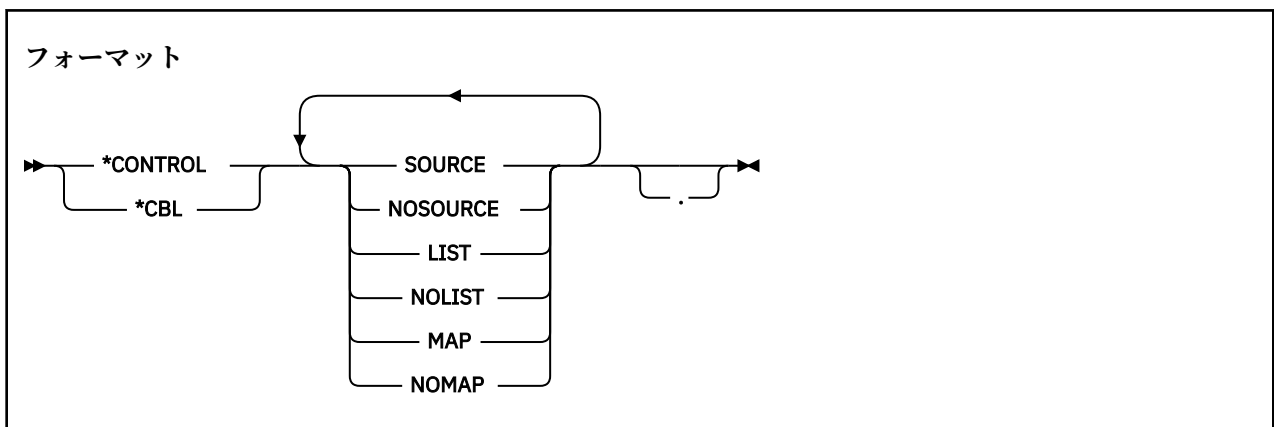 フォーマット
*CONTROL
*CBL
SOURCE
NOSOURCE
LIST
NOLIST
MAP
NOMAP
.